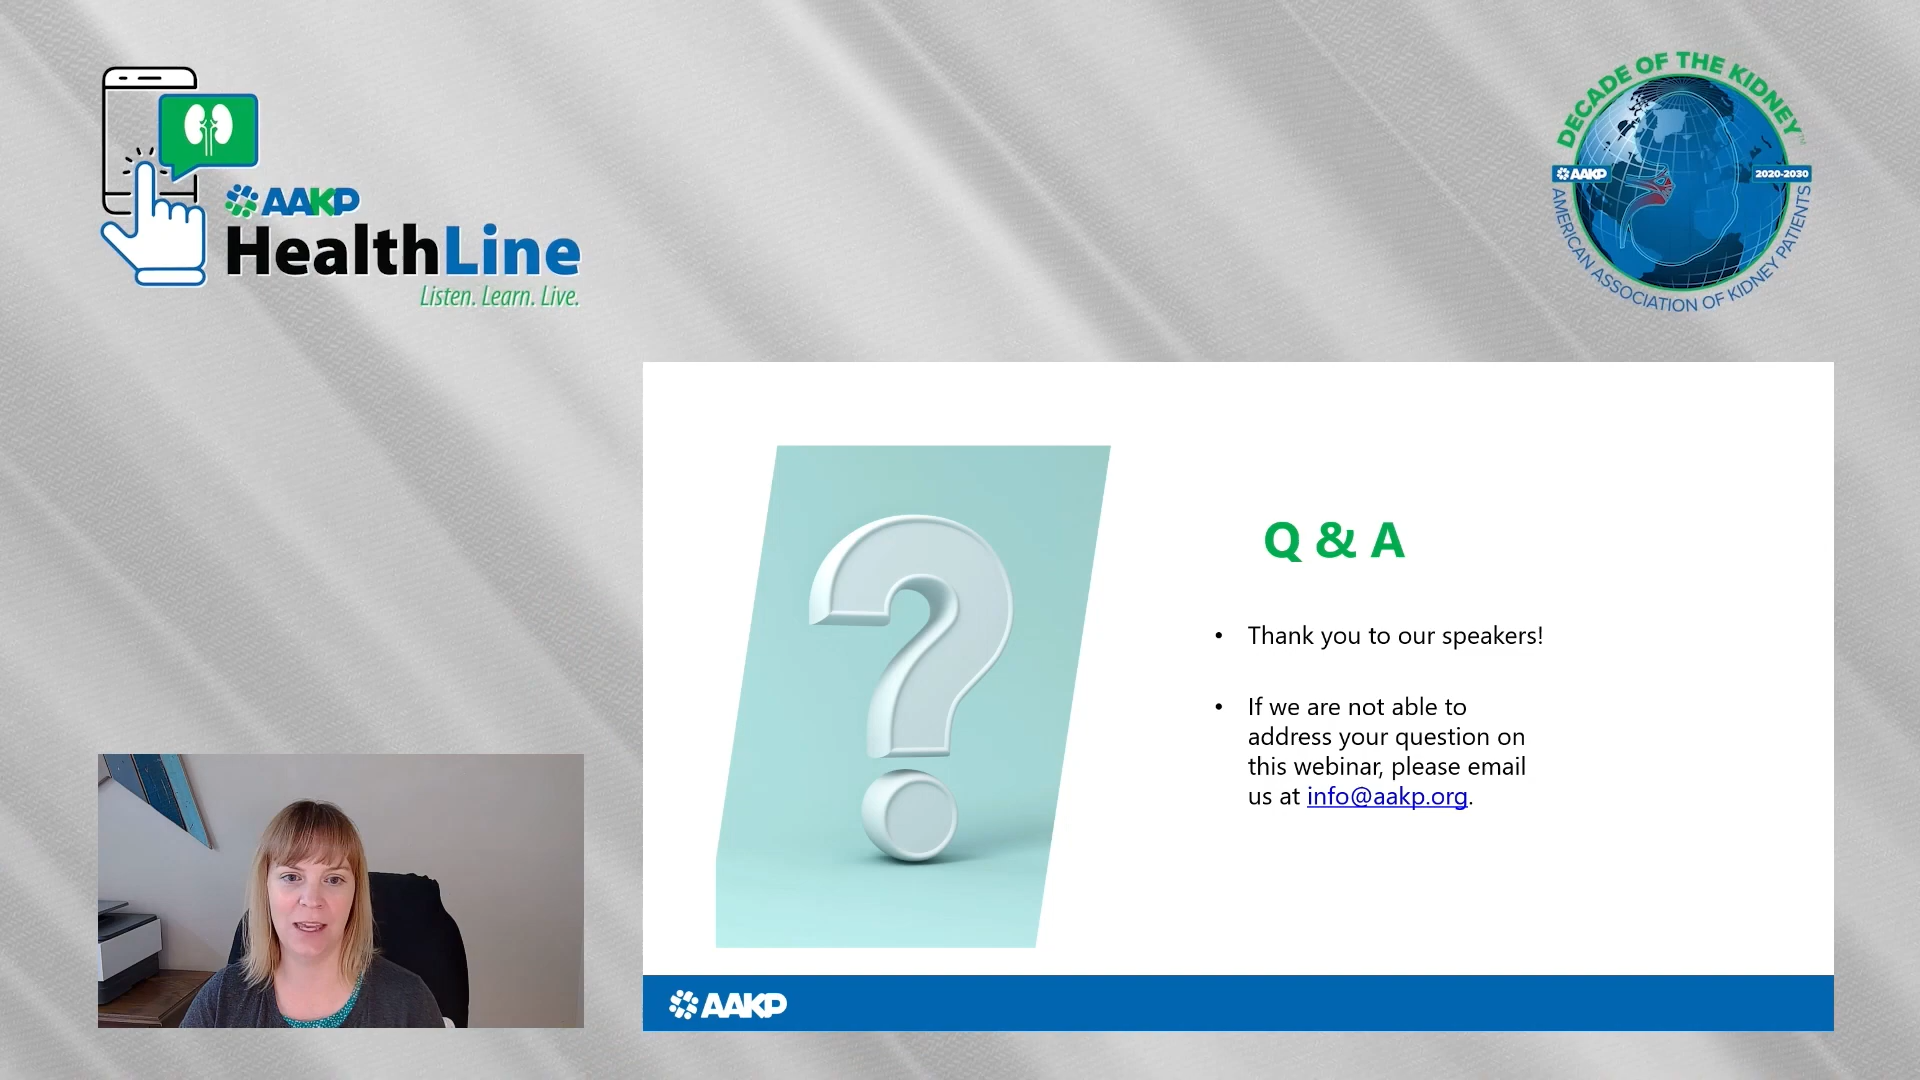 AAKP
HealthLine
Listen. Learn. Live.
DECADE OF THE KIDNEY
AAKP
2020-2030
AMERICAN ASSOCIATION OF KIDNEY PATIENTS
Q & A
• Thank you to our speakers!
• If we are not able to
address your question on
this webinar, please email
us at info@aakp.org.
AAKP